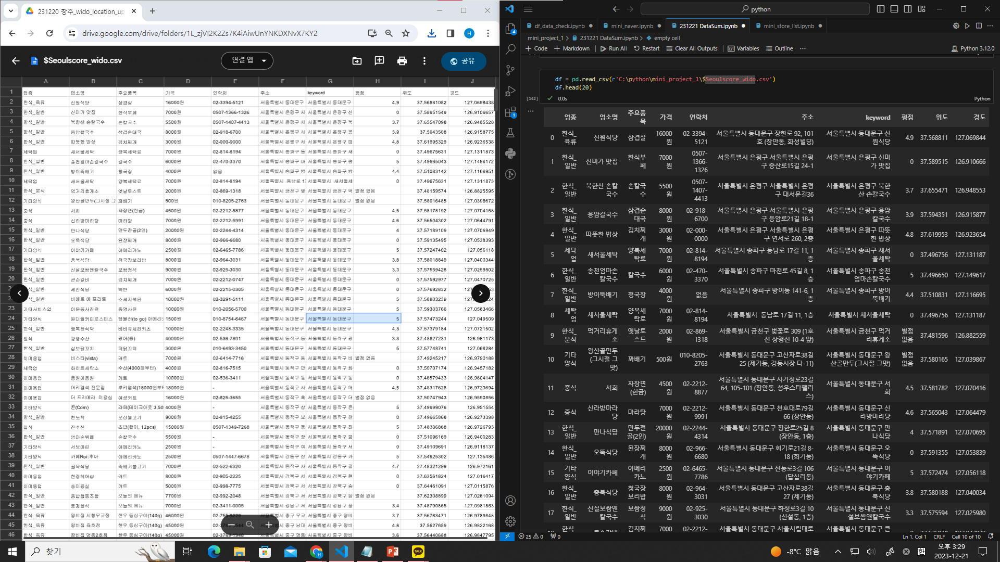 231220 창주_wido_location_up
drive.google.com/drive/folders/1L_zjVI2K2Zs7K4iAiwUnYNKDXNvX7KY2
$Seoulscore_wido.csv
연결 앱
공유
A B C D E F G H I J
1 업종 업소명 주요품목 가격 연락처 주소 keyword 평점 위도 경도
2 한식_육류 신원식당 삼겹살 16000원 02-3394-5121 서울특별시 동대문구 서울특별시 동대문구 4.9 37.56881082 127.0698438
3 한식_일반 신미가 맛집 한식부페 7000원 0507-1366-1326 서울특별시 은평구 서 서울특별시 은평구 신 0 37.58951549 126.9106657
4 한식_일반 북한산 손칼국수 손칼국수 5500원 0507-1407-4413 서울특별시 은평구 서 서울특별시 은평구 북 3.7 37.65547098 126.9485528
5 한식_일반 응암칼국수 삼겹순대국 8000원 02-918-6700 서울특별시 은평구 서 서울특별시 은평구 응 3.9 37.5943508 126.9158775
6 한식_일반 따뜻한 밥상 김치찌개 3000원 02-000-0000 서울특별시 은평구 서 서울특별시 은평구 따 4.8 37.61995329 126.9236538
7 세탁업 새서울세탁 양복세탁료 7000원 02-814-8194 서울특별시 송파구 동 서울특별시 송파구 새 0 37.49675631 127.1311873
8 한식_일반 송천엄마손칼국수 칼국수 6000원 02-470-3370 서울특별시 송파구 마 서울특별시 송파구 송 5 37.49665043 127.1496172
9 한식_일반 방이뚝배기 청국장 4000원 없음 서울특별시 송파구 방 서울특별시 송파구 방 4.4 37.51083142 127.1166951
10 세탁업 새서울세탁 양복세탁료 7000원 02-814-8194 서울특별시 동남로 17 서울특별시 새서울세 0 37.49675631 127.1311873
11 한식_분식 먹거리휴게소 옛날토스트 2000원 02-869-1318 서울특별시 금천구 벚 서울특별시 금천구 먹 별점 없음 37.48159574 126.8825595
12 기타양식 왕산골만두(그시절 그 꽈배기 500원 010-8205-2763 서울특별시 동대문구 서울특별시 동대문구 별점 없음 37.58016485 127.0398672
13 중식 서희 자장면(현금) 4500원 02-2212-8877 서울특별시 동대문구 서울특별시 동대문구 4.5 37.58178192 127.0704158
14 중식 신라방마라탕 마라탕 7000원 02-2212-9991 서울특별시 동대문구 서울특별시 동대문구 4.6 37.56504302 127.0644791
15 한식_일반 만나식당 만두전골(2인) 20000원 02-2244-4314 서울특별시 동대문구 서울특별시 동대문구 4 37.57189109 127.0706949
16 한식_일반 오뚝식당 된장찌개 8000원 02-966-6680 서울특별시 동대문구 서울특별시 동대문구 0 37.59135495 127.0538393
17 기타양식 이야기카페 아메리카노 2500원 02-6465-7786 서울특별시 동대문구 서울특별시 동대문구 5 37.57247402 127.056118
18 한식_일반 충북식당 청국장보리밥 8000원 02-964-3031 서울특별시 동대문구 서울특별시 동대문구 3.8 37.58018849 127.0400344
19 한식_일반 신설보쌈앤칼국수 보쌈정식 9000원 02-925-3030 서울특별시 동대문구 서울특별시 동대문구 3.3 37.57559428 127.0259802
20 한식_일반 큰손갈비 김치찌개 7000원 02-2212-0747 서울특별시 동대문구 서울특별시 동대문구 0 37.57592977 127.0470725
식_일반 세진식당 백반 6000원 02-2215-0305 서울특별시 동대문구 서울특별시 동대문구 0 37.57682832
식_일반 비에르 에 프리트 소세지볶음 10000원 02-3291-5111 서울특별시 동대문구 서울특별시 동대문구 5 37.58803239
23 기타서비스업 이문동사진관 증명사진 10000원 010-2056-5700 서울특별시 동대문구 서울특별시 동대문구 5 37.59303766 127.0583466
24 기타양식 원더월커피로스터스 텀블러(to go) 아메리카 1500원 010-8754-6467 서울특별시 동대문구 서울특별시 동대문구 5 37.57473244 127.049509
25 한식_일반 행복한식탁 바비큐치킨카츠 10000원 02-2248-3335 서울특별시 동대문구 서울특별시 동대문구 4.3 37.57379184 127.0721502
26 일식 광영수산 광어(중) 40000원 02-536-7801 서울특별시 동작구 동 서울특별시 동작구 광 3.3 37.48827231 126.981173
27 한식_일반 삼보닭꼬치 파닭꼬치 3000원 010-6493-3450 서울특별시 동대문구 서울특별시 동대문구 5 37.57748741 127.068284
28 이미용업 비스타(vista) 커트 7000원 02-6414-7716 서울특별시 동작구 동 서울특별시 동작구 비 별점 없음 37.49245217 126.9790188
29 세탁업 화이트세탁소 수선(4000원부터) 4000원 02-816-7515 서울특별시 동작구 만 서울특별시 동작구 화 0 37.50707174 126.9457182
30 이미용업 동원이용원 커트 10000원 02-536-3411 서울특별시 동작구 동 서울특별시 동작구 동 0 37.48579433 126.9804147
31 이미용업 머리염색 전문점 뿌리염색(18000원부터 18000원 - 서울특별시 동작구 사 서울특별시 동작구 머 4.5 37.48317628 126.9723694
32 이미용업 더 프리메라 미용실 여성커트 16000원 02-825-3655 서울특별시 동작구 흑 서울특별시 동작구 더 별점 없음 37.50747943 126.9590856
33 기타양식 콘(Corn) 라떼(테이크아웃 3,50 4000원 - 서울특별시 동작구 상 서울특별시 동작구 콘 5 37.49999076 126.951554
34 한식_일반 찬도락 오삼불고기 9000원 02-815-4255 서울특별시 동작구 보 서울특별시 동작구 찬 0 37.49665868 126.9273398
35 일식 진수산 초밥(활어, 12pcs) 15000원 0507-1349-7268 서울특별시 동작구 동 서울특별시 동작구 진 5 37.48306868 126.9726793
36 한식_일반 엄마손뷔페 손칼국수 5500원 - 서울특별시 동작구 장 서울특별시 동작구 엄 0 37.51096169 126.9400283
37 기타양식 서브마린 아메리카노 2500원 - 서울특별시 동작구 여 서울특별시 동작구 서 0 37.49109691 126.9118137
38 기타양식 카페Roi:후아 아메리카노 2500원 0507-1447-6678 서울특별시 강동구 상 서울특별시 강동구 카 5 37.54925302 127.135486
39 한식_일반 골목식당 뚝배기불고기 7000원 02-522-6320 서울특별시 동작구 동 서울특별시 동작구 골 4.7 37.48321299 126.972161
40 이미용업 현정헤어샵 커트 8000원 02-905-2225 서울특별시 강북구 서 서울특별시 강북구 현 0 37.63561824 127.016417
41 이미용업 송미용실 커트 5000원 02-998-7775 서울특별시 강북구 서 서울특별시 강북구 송 0 37.64461091 127.0115876
42 한식_일반 음밥협동조합 오늘의 메뉴 7700원 02-992-2048 서울특별시 강북구 서 서울특별시 강북구 음 별점 없음 37.62308899 127.0281094
43 한식_일반 풍경한식 오늘의 메뉴 7000원 02-3411-0005 서울특별시 강남구 서 서울특별시 강남구 풍 3.4 37.48790865 127.0981863
44 한식_육류 왕비집 시청무교점 한우 등심구이(140g) 46000원 서울특별시 중구 무교 서울특별시 중구 왕비 3.7 37.56763471 126.9789848
45 한식_육류 왕비집 육호점 한우 등심구이(140g) 45000원 서울특별시 중구 남대 서울특별시 중구 왕비 4.8 37.5627659 126.9822168
46 한식_육류 왕비집 명동2호점 한우 등심구이(140g) 45000원 02-3789-1946 서울특별시 중구 명동 서울특별시 중구 왕비 3.6 37.56440688 126.9847795
python
df_data_check.ipynb mini_naver.ipynb 231221 DataSum.ipynb mini_store_list.ipynb
mini_project_1 > 231221 DataSum.ipynb > empty cell
Code Markdown Run All Restart Clear All Outputs Variables Outline ... Python 3.12.0
df = pd.read_csv(r'C:\python\mini_project_1\$Seoulscore_wido.csv')
df.head(20)
[142] 0.0s Python
업종 업소명 주요품목 가격 연락처 주소 keyword 평점 위도 경도
0 한식_육류 신원식당 삼겹살 16000원 02-3394-5121 서울특별시 동대문구 장한로 92, 101호 (장안동, 화성빌딩) 서울특별시 동대문구 신원식당 4.9 37.568811 127.069844
1 한식_일반 신미가 맛집 한식부페 7000원 0507-1366-1326 서울특별시 은평구 서울특별시 은평구 증산로15길 24-1 서울특별시 은평구 신미가 맛집 0 37.589515 126.910666
2 한식_일반 북한산 손칼국수 손칼국수 5500원 0507-1407-4413 서울특별시 은평구 서울특별시 은평구 대서문길36 서울특별시 은평구 북한산 손칼국수 3.7 37.655471 126.948553
3 한식_일반 응암칼국수 삼겹순대국 8000원 02-918-6700 서울특별시 은평구 서울특별시 은평구 응암로21길 18-1 서울특별시 은평구 응암칼국수 3.9 37.594351 126.915877
4 한식_일반 따뜻한 밥상 김치찌개 3000원 02-000-0000 서울특별시 은평구 서울특별시 은평구 연서로 260, 2층 서울특별시 은평구 따뜻한 밥상 4.8 37.619953 126.923654
5 세탁업 새서울세탁 양복세탁료 7000원 02-814-8194 서울특별시 송파구 동남로 17길 11, 1층 서울특별시 송파구 새서울세탁 0 37.496756 127.131187
6 한식_일반 송천엄마손칼국수 칼국수 6000원 02-470-3370 서울특별시 송파구 마천로 45길 8, 1층 서울특별시 송파구 송천엄마손칼국수 5 37.496650 127.149617
7 한식_일반 방이뚝배기 청국장 4000원 없음 서울특별시 송파구 방이동 141-6, 1층 서울특별시 송파구 방이뚝배기 4.4 37.510831 127.116695
8 세탁업 새서울세탁 양복세탁료 7000원 02-814-8194 서울특별시 동남로 17길 11, 1층 서울특별시 새서울세탁 0 37.496756 127.131187
9 한식_분식 먹거리휴게소 옛날토스트 2000원 02-869-1318 서울특별시 금천구 벚꽃로 309 (1호선 상행선 10-4 앞) 서울특별시 금천구 먹거리휴게소 별점 없음 37.481596 126.882559
10 기타양식 왕산골만두(그시절 그맛) 꽈배기 500원 010-8205-2763 서울특별시 동대문구 고산자로38길 25 (제기동, 경동시장 다-11) 서울특별시 동대문구 왕산골만두(그시절 그맛) 별점 없음 37.580165 127.039867
11 중식 서희 자장면(현금) 4500원 02-2212-8877 서울특별시 동대문구 사가정로23길 64, 105-101 (장안동, 성우스타팰리스) 서울특별시 동대문구 서희 4.5 37.581782 127.070416
12 중식 신라방마라탕 마라탕 7000원 02-2212-9991 서울특별시 동대문구 천호대로79길 66 (장안동) 서울특별시 동대문구 신라방마라탕 4.6 37.565043 127.064479
13 한식_일반 만나식당 만두전골(2인) 20000원 02-2244-4314 서울특별시 동대문구 장한로25길 8 (장안동, 1층) 서울특별시 동대문구 만나식당 4 37.571891 127.070695
14 한식_일반 오뚝식당 된장찌개 8000원 02-966-6680 서울특별시 동대문구 회기로21길 8-18 (회기동) 서울특별시 동대문구 오뚝식당 0 37.591355 127.053839
15 기타양식 이야기카페 아메리카노 2500원 02-6465-7786 서울특별시 동대문구 전농로3길 106 (답십리동) 서울특별시 동대문구 이야기카페 5 37.572474 127.056118
16 한식_일반 충북식당 청국장보리밥 8000원 02-964-3031 서울특별시 동대문구 고산자로38길 27 (제기동) 서울특별시 동대문구 충북식당 3.8 37.580188 127.040034
17 한식_일반 신설보쌈앤칼국수 보쌈정식 9000원 02-925-3030 서울특별시 동대문구 하정로3길 10 (신설동, 1층) 서울특별시 동대문구 신설보쌈앤칼국수 3.3 37.575594 127.025980
한식_ 김치찌 7000 02-2212- 서울특별시 동대문구 서울시립대로 서울특별시 동대문구 큰
25 0 0 Ln 1, Col 1 CRLF Cell 10 of 10
찾기
-8°C 맑음
오후 3:29
2023-12-21